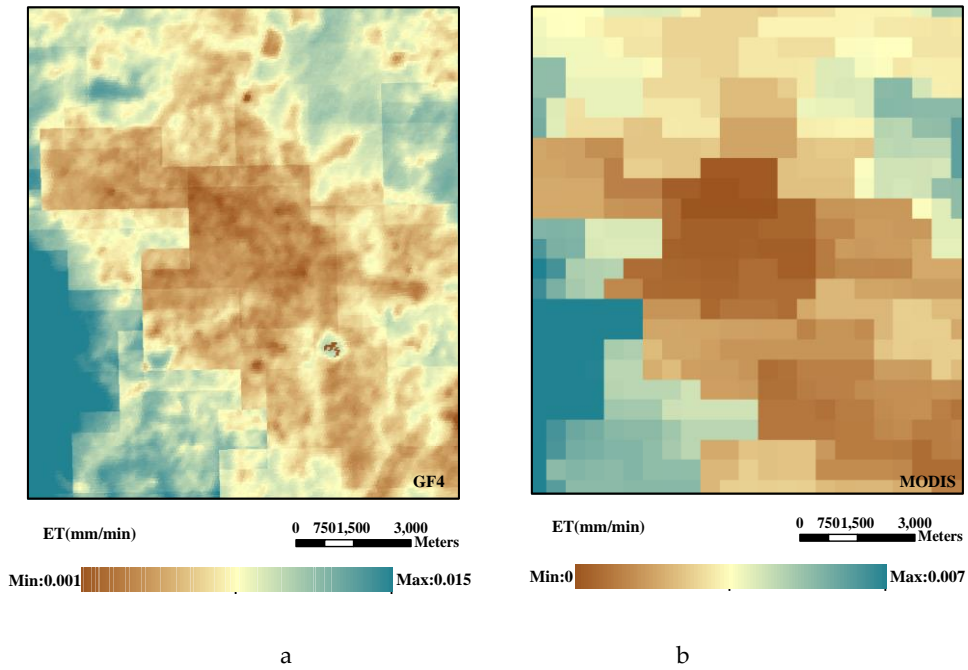 GF4
MODIS
ET(mm/min)
0 7501,500 3,000
Meters
Min:0.001
Max:0.015
ET(mm/min)
0 7501,500 3,000
Meters
Min:0
Max:0.007
a
b